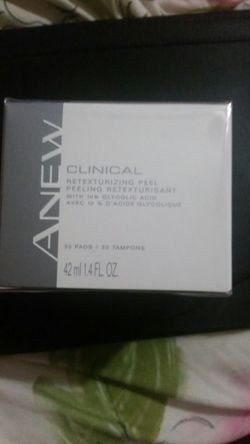 ANEW
CLINICAL
RETEXTURIZING PEEL
PEELING RETEXTURISANT
WITH 10% GLYCOLIC ACID
AVEC 10 % D'ACIDE GLYCOLIQUE
30 PADS / 30 TAMPONS
42 ml 1.4 FL. OZ.